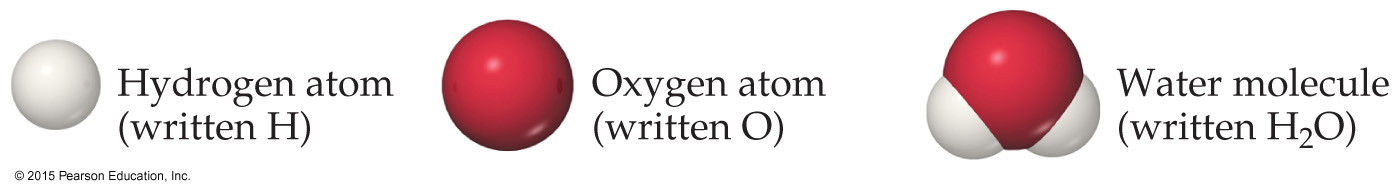 Hydrogen atom
(written H)
Oxygen atom
(written O)
Water molecule
(written H₂O)
© 2015 Pearson Education, Inc.